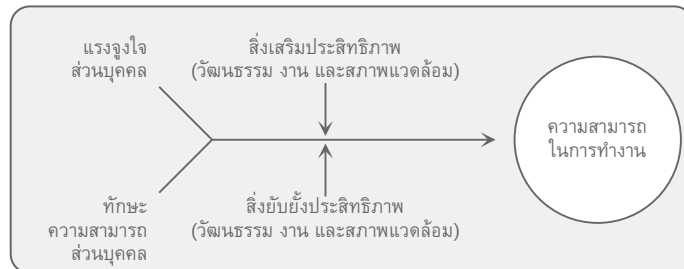 แรงจูงใจ
ส่วนบุคคล
สิ่งเสริมประสิทธิภาพ
(วัฒนธรรม งาน และสภาพแวดล้อม)
ความสามารถ
ในการทำงาน
ทักษะ
ความสามารถ
ส่วนบุคคล
สิ่งยับยั้งประสิทธิภาพ
(วัฒนธรรม งาน และสภาพแวดล้อม)